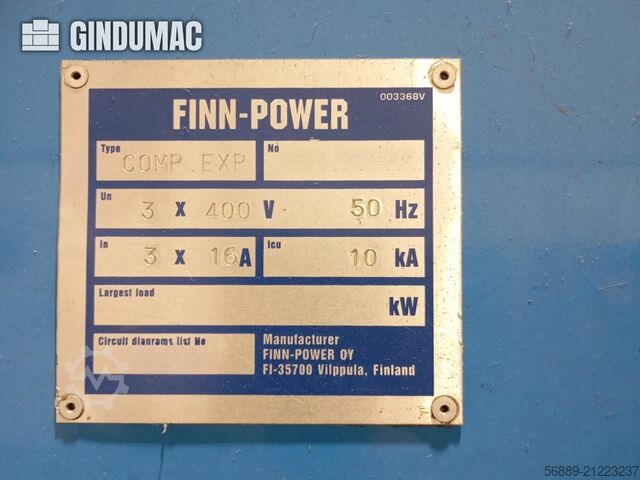 GINDUMAC
003368V
FINN-POWER
Type No
COMP.EXP
Un 3 x 400 V 50 Hz
In 3 x 16 A Icu 10 kA
Largest load kW
Circuit diagrams list No
Manufacturer
FINN-POWER OY
FI-35700 Vilppula, Finland
56889-21223237